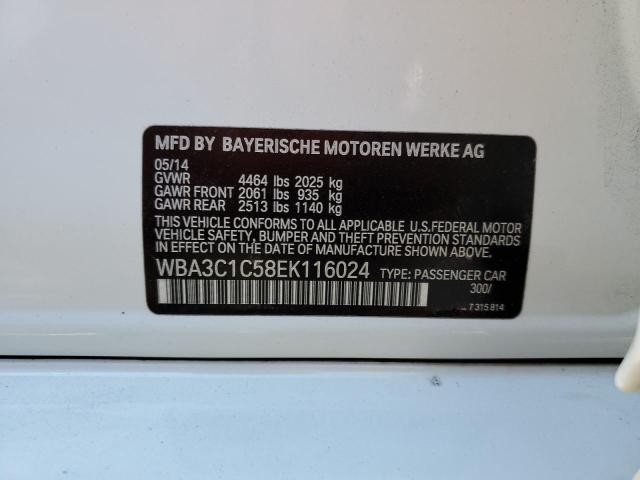 MFD BY BAYERISCHE MOTOREN WERKE AG
05/14
GVWR 4464 lbs 2025 kg
GAWR FRONT 2061 lbs 935 kg
GAWR REAR 2513 lbs 1140 kg
THIS VEHICLE CONFORMS TO ALL APPLICABLE U.S.FEDERAL MOTOR
VEHICLE SAFETY, BUMPER AND THEFT PREVENTION STANDARDS
IN EFFECT ON THE DATE OF MANUFACTURE SHOWN ABOVE.
WBA3C1C58EK116024 TYPE: PASSENGER CAR
300/
7 315 814